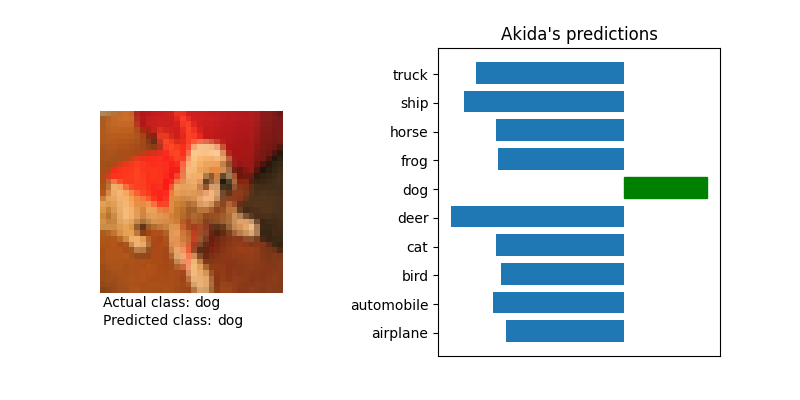 Akida's predictions
truck
ship
horse
frog
dog
deer
cat
bird
automobile
airplane
Actual class: dog
Predicted class: dog